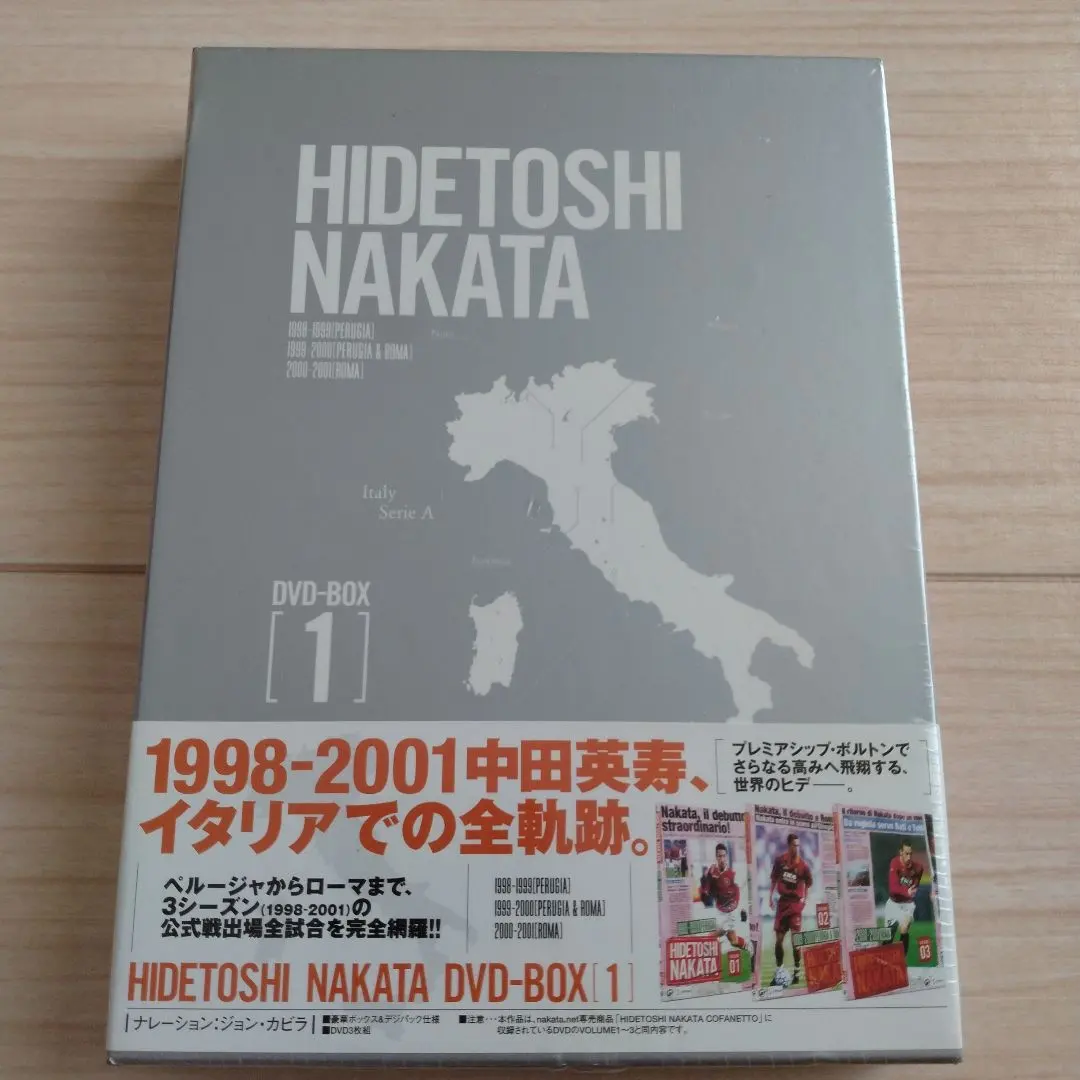 HIDETOSHI
NAKATA
1998-1999[PERUGIA]
1999-2000[PERUGIA & ROMA]
2000-2001[ROMA]
Italy
Serie A
DVD-BOX
[1]
1998-2001中田英寿、
イタリアでの全軌跡。
プレミアシップ・ボルトンで
さらなる高みへ飛翔する、
世界のヒデ——。
ペルージャからローマまで、
3シーズン(1998-2001)の
公式戦出場全試合を完全網羅!!
1998-1999[PERUGIA]
1999-2000[PERUGIA & ROMA]
2000-2001[ROMA]
Nakata, il debutto
straordinario!
HIDETOSHI
NAKATA
01
02
03
HIDETOSHI NAKATA DVD-BOX[1]
ナレーション:ジョン・カビラ
■豪華ボックス&デジパック仕様
■DVD3枚組
■注意・・・本作品は、nakata.net専売商品「HIDETOSHI NAKATA COFANETTO」に
収録されているDVDのVOLUME1〜3と同内容です。